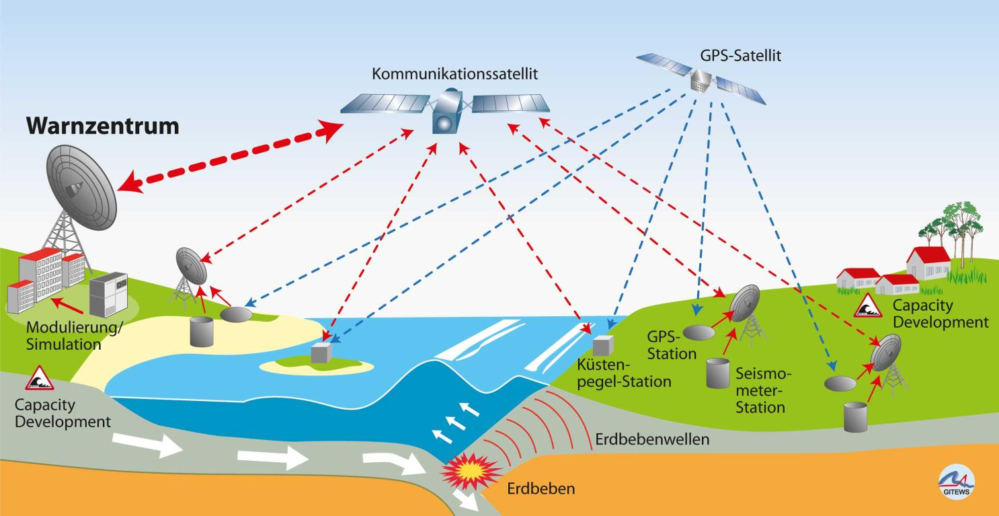 GPS-Satellit
Kommunikationssatellit
Warnzentrum
Modulierung/
Simulation
Capacity
Development
GPS-
Station
Küsten-
pegel-Station
Seismo-
meter-
Station
Capacity
Development
Erdbebenwellen
Erdbeben
GITEWS